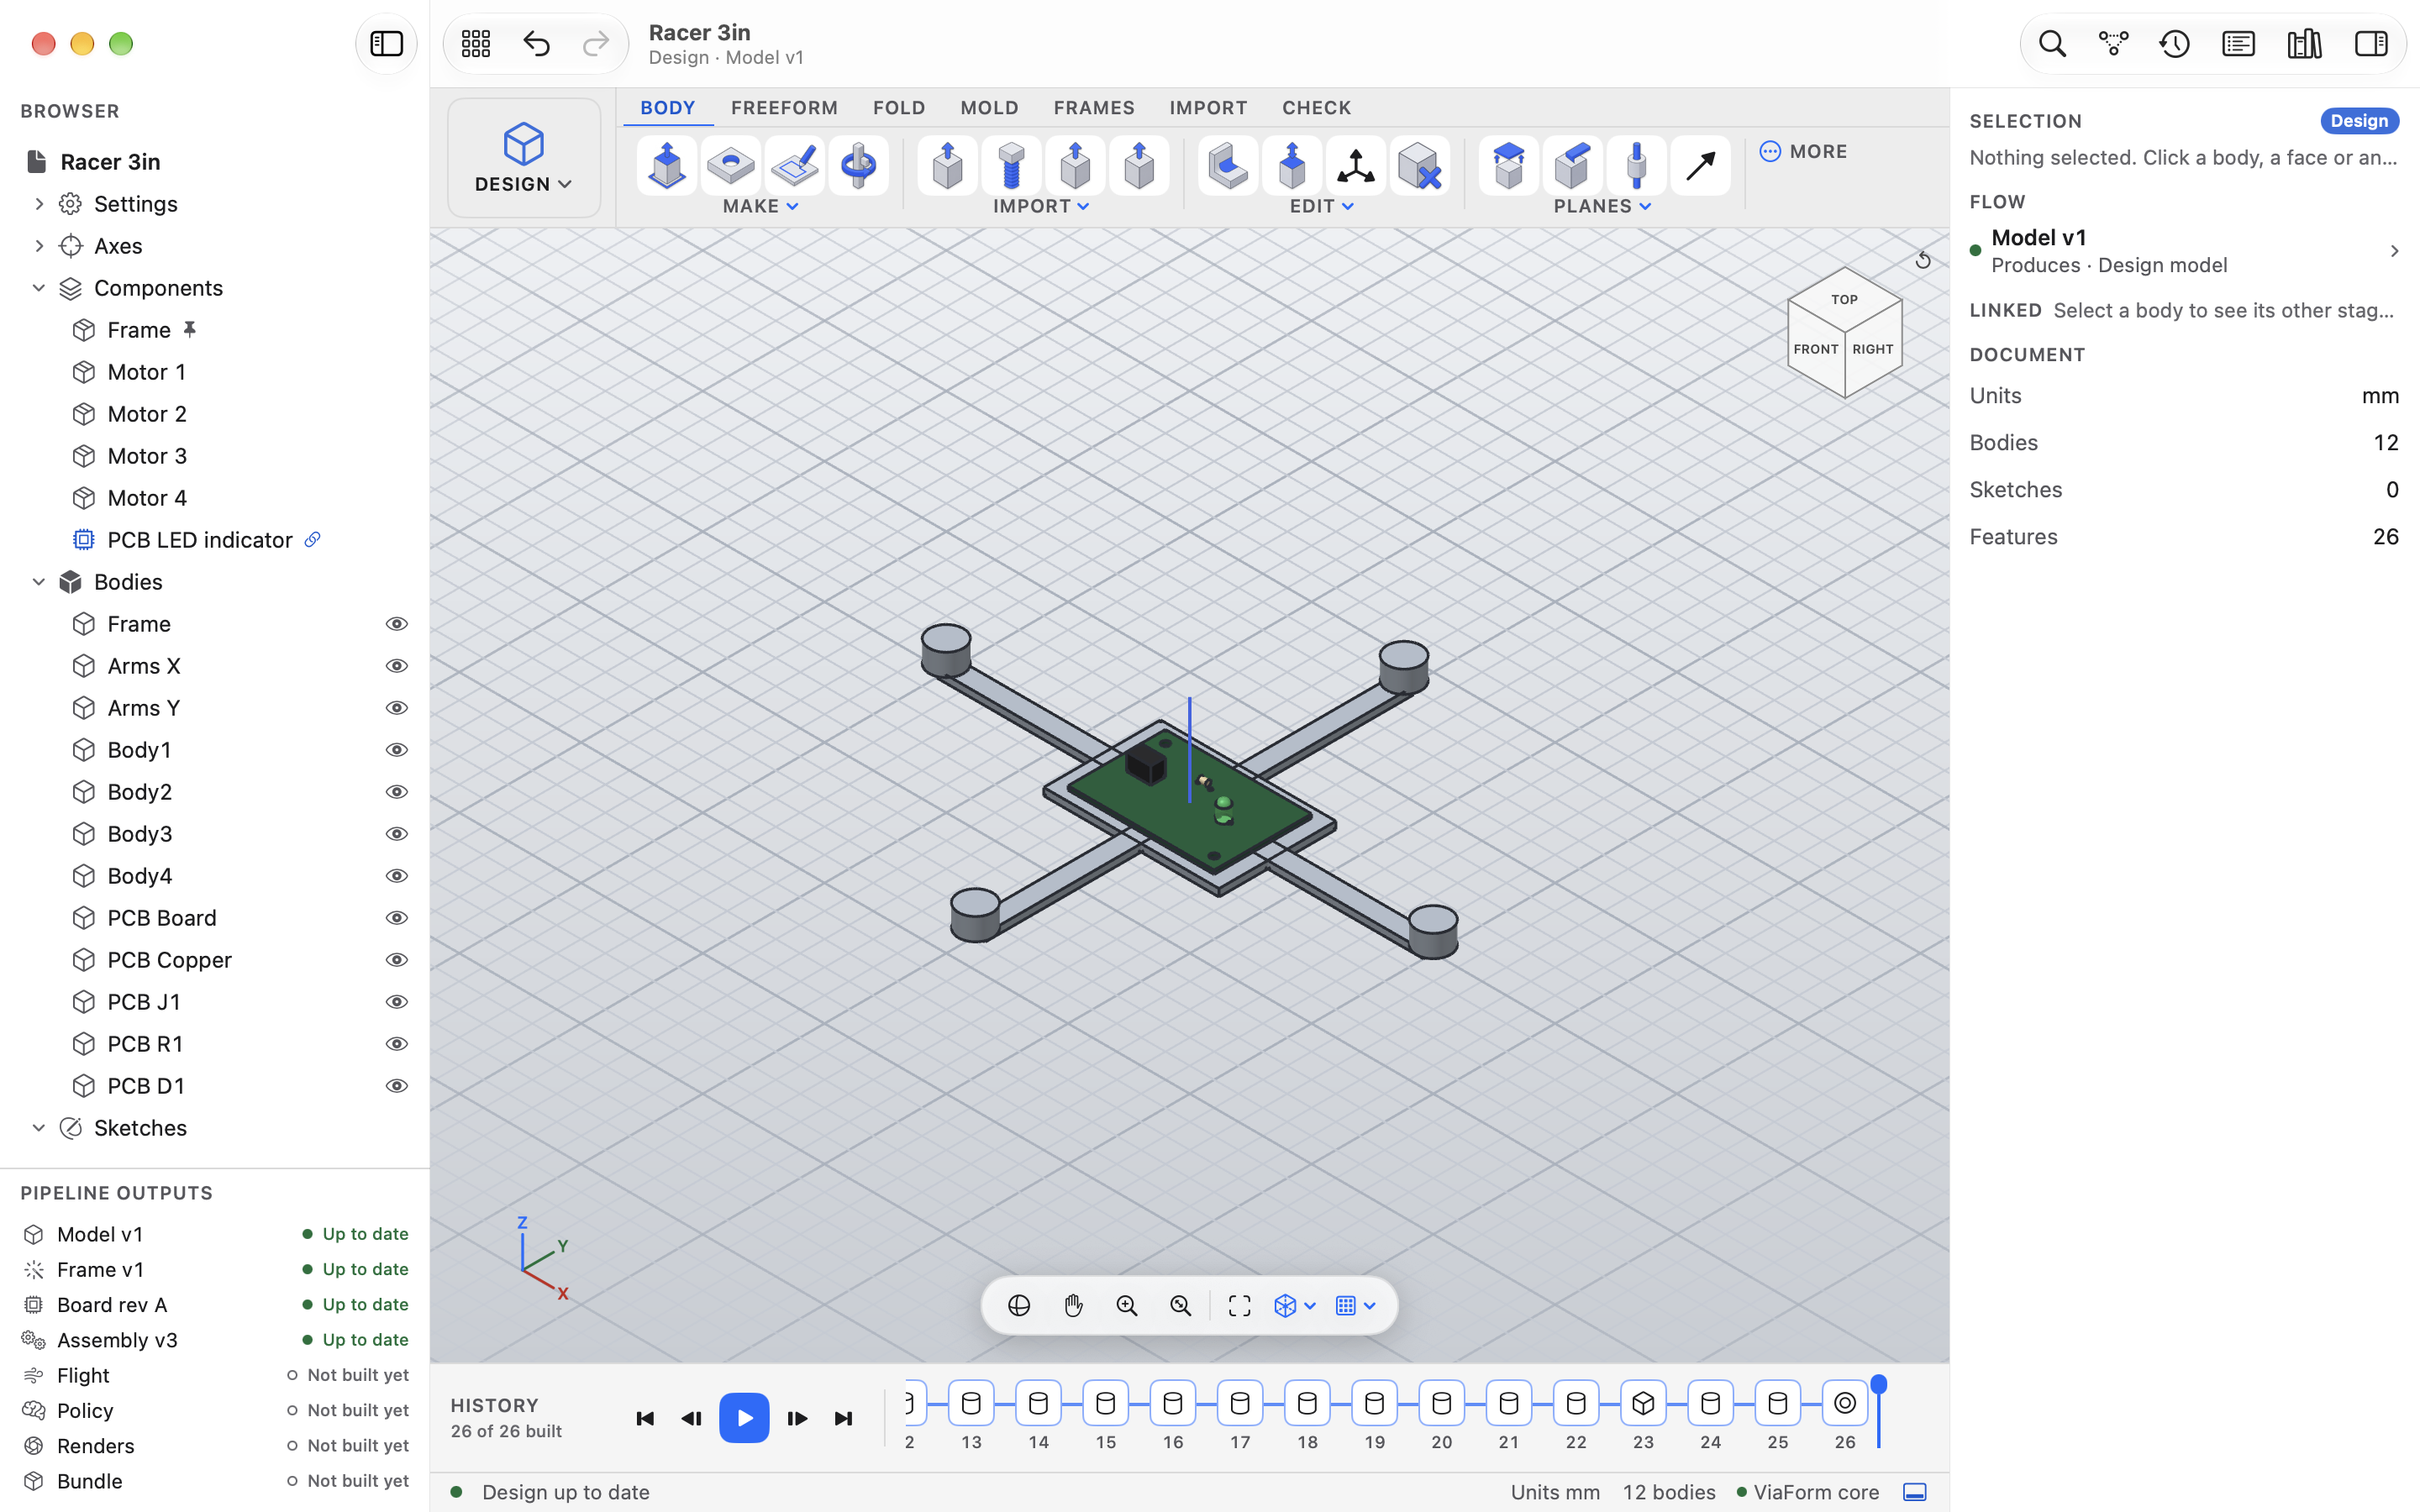 Racer 3in
Design · Model v1
BROWSER
Racer 3in
Settings
Axes
Components
Frame
Motor 1
Motor 2
Motor 3
Motor 4
PCB LED indicator
Bodies
Frame
Arms X
Arms Y
Body1
Body2
Body3
Body4
PCB Board
PCB Copper
PCB J1
PCB R1
PCB D1
Sketches
PIPELINE OUTPUTS
Model v1 Up to date
Frame v1 Up to date
Board rev A Up to date
Assembly v3 Up to date
Flight Not built yet
Policy Not built yet
Renders Not built yet
Bundle Not built yet
DESIGN
BODY FREEFORM FOLD MOLD FRAMES IMPORT CHECK
MAKE IMPORT EDIT PLANES MORE
TOP
FRONT RIGHT
Z
Y
X
HISTORY
26 of 26 built
2 13 14 15 16 17 18 19 20 21 22 23 24 25 26
Design up to date
Units mm 12 bodies ViaForm core
SELECTION Design
Nothing selected. Click a body, a face or an...
FLOW
Model v1
Produces · Design model
LINKED Select a body to see its other stag...
DOCUMENT
Units mm
Bodies 12
Sketches 0
Features 26